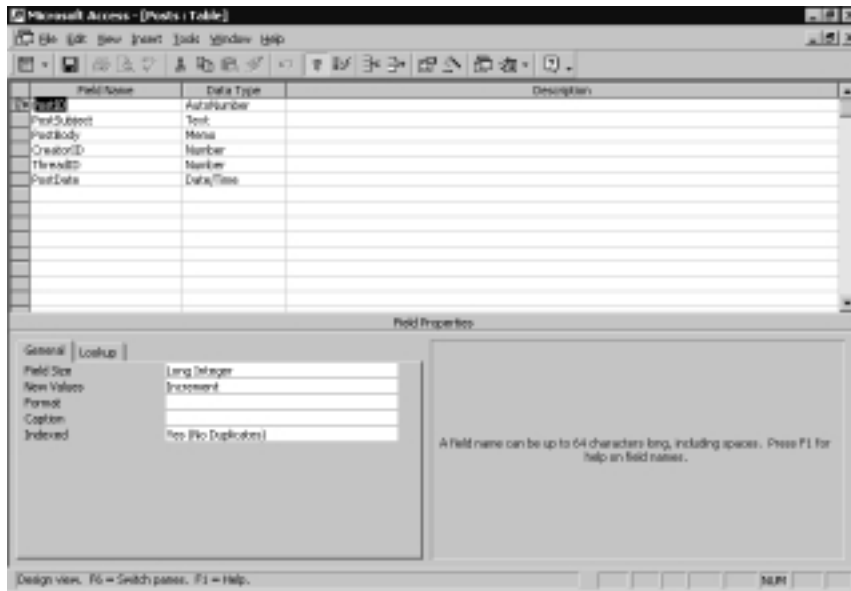 Microsoft Access - [Posts : Table]
File Edit View Insert Tools Window Help
Field Name Data Type Description
PostID AutoNumber
PostSubject Text
PostBody Memo
CreatorID Number
ThreadID Number
PostDate Date/Time
Field Properties
General Lookup
Field Size Long Integer
New Values Increment
Format
Caption
Indexed Yes (No Duplicates)
A field name can be up to 64 characters long, including spaces. Press F1 for
help on field names.
Design view. F6 = Switch panes. F1 = Help.
NUM